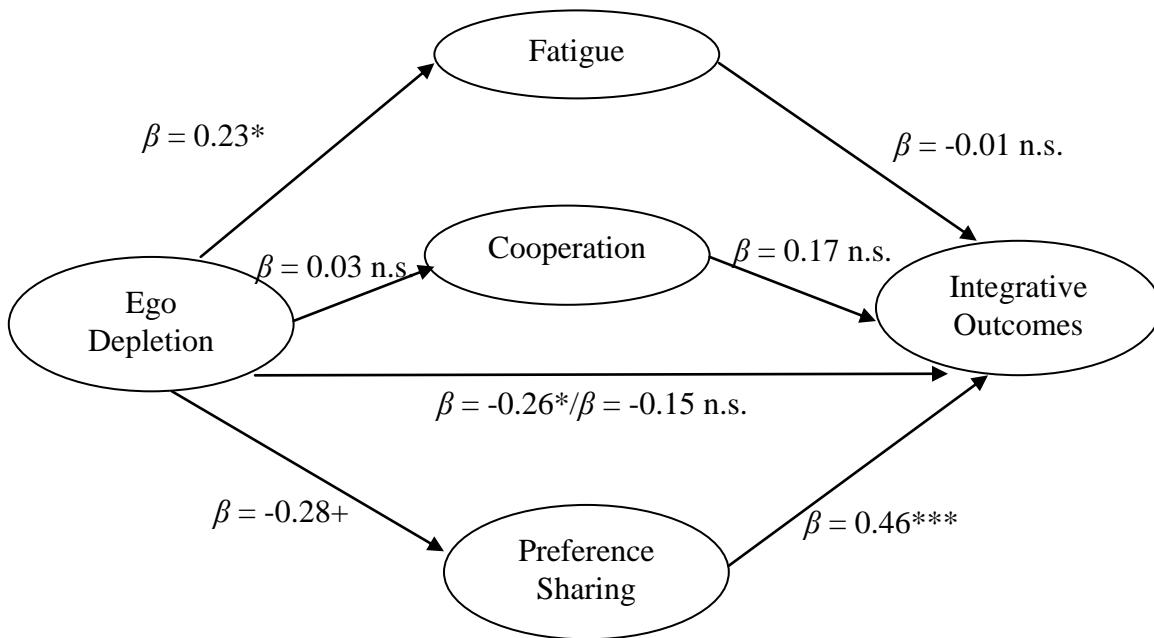 Fatigue
β = 0.23*
β = -0.01 n.s.
Cooperation
β = 0.03 n.s.
β = 0.17 n.s.
Ego
Depletion
Integrative
Outcomes
β = -0.26*/β = -0.15 n.s.
β = -0.28+
β = 0.46***
Preference
Sharing